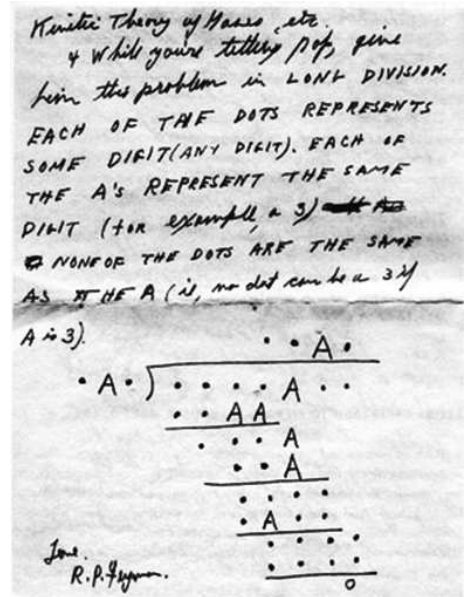 Kinetic Theory of Gases, etc.
& While you're telling Pop, give
him this problem in LONG DIVISION.
EACH OF THE DOTS REPRESENTS
SOME DIGIT (ANY DIGIT). EACH OF
THE A's REPRESENT THE SAME
DIGIT (for example, a 3)
NONE OF THE DOTS ARE THE SAME
AS THE A (ie, no dot can be a 3 if
A is 3).
. . A .
. A . ) . . . . A . .
. . A A
. . . A
. . A
. . . .
. A . .
. . . .
. . . .
0
Love.
R.P. Feynman.